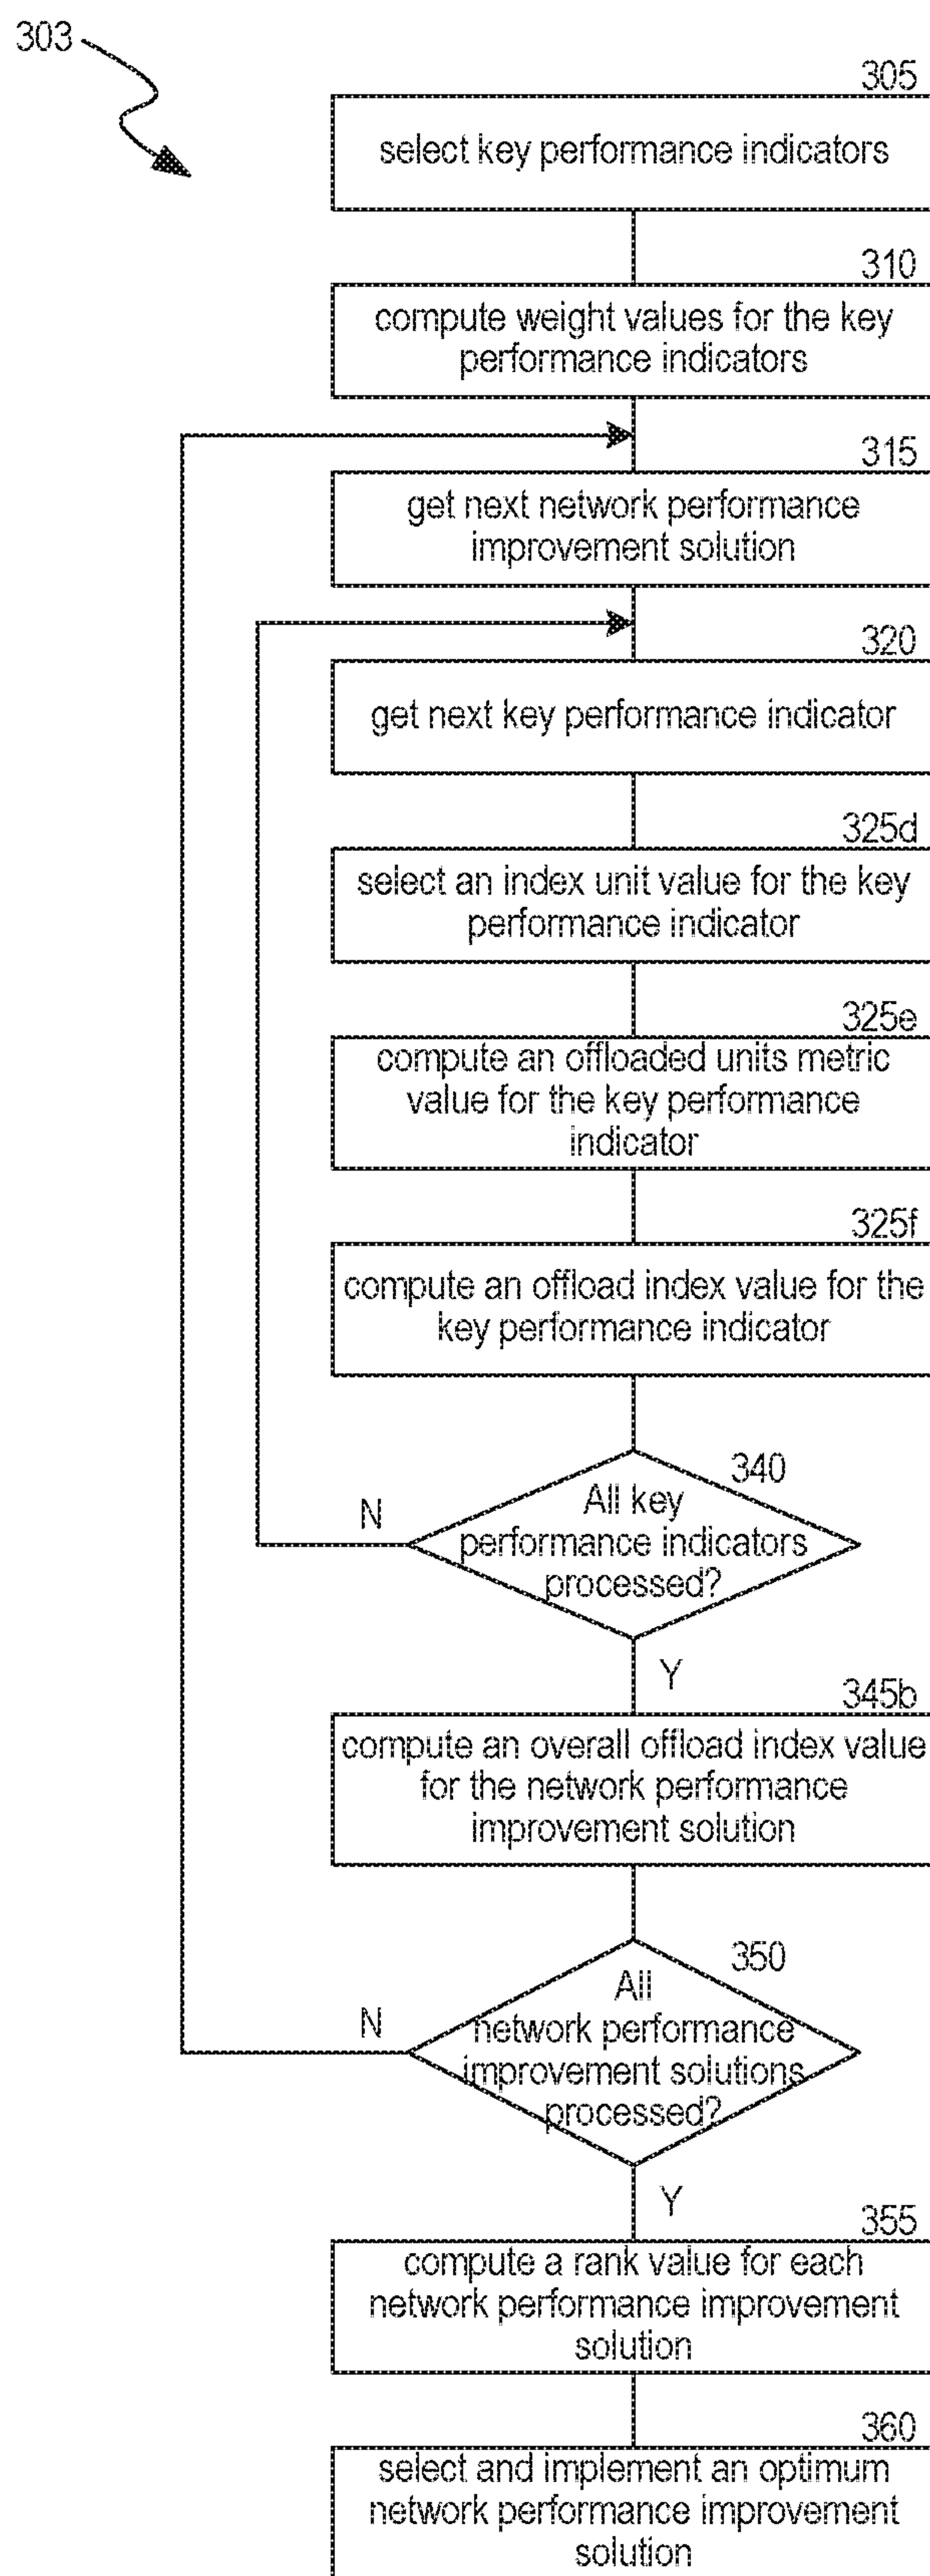 303
305
select key performance indicators
310
compute weight values for the key
performance indicators
315
get next network performance
improvement solution
320
get next key performance indicator
325d
select an index unit value for the key
performance indicator
325e
compute an offloaded units metric
value for the key performance
indicator
325f
compute an offload index value for the
key performance indicator
340
All key
performance indicators
processed?
N
Y
345b
compute an overall offload index value
for the network performance
improvement solution
350
All
network performance
improvement solutions
processed?
N
Y
355
compute a rank value for each
network performance improvement
solution
360
select and implement an optimum
network performance improvement
solution